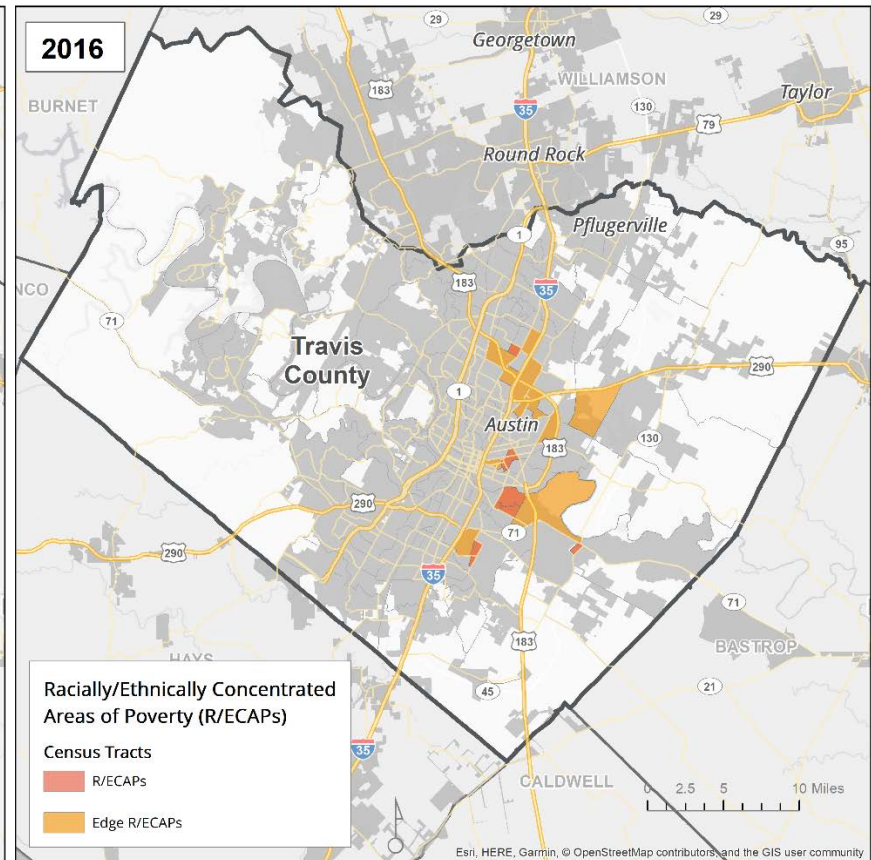 2016
29
29
Georgetown
WILLIAMSON
183
BURNET
35
130
Taylor
79
Round Rock
Pflugerville
1
95
183
35
NCO
71
Travis
County
290
1
Austin
183
130
290
71
290
35
71
183
BASTROP
HAYS
45
21
35
CALDWELL
Racially/Ethnically Concentrated
Areas of Poverty (R/ECAPs)
Census Tracts
R/ECAPs
Edge R/ECAPs
0 2.5 5 10 Miles
Esri, HERE, Garmin, © OpenStreetMap contributors, and the GIS user community